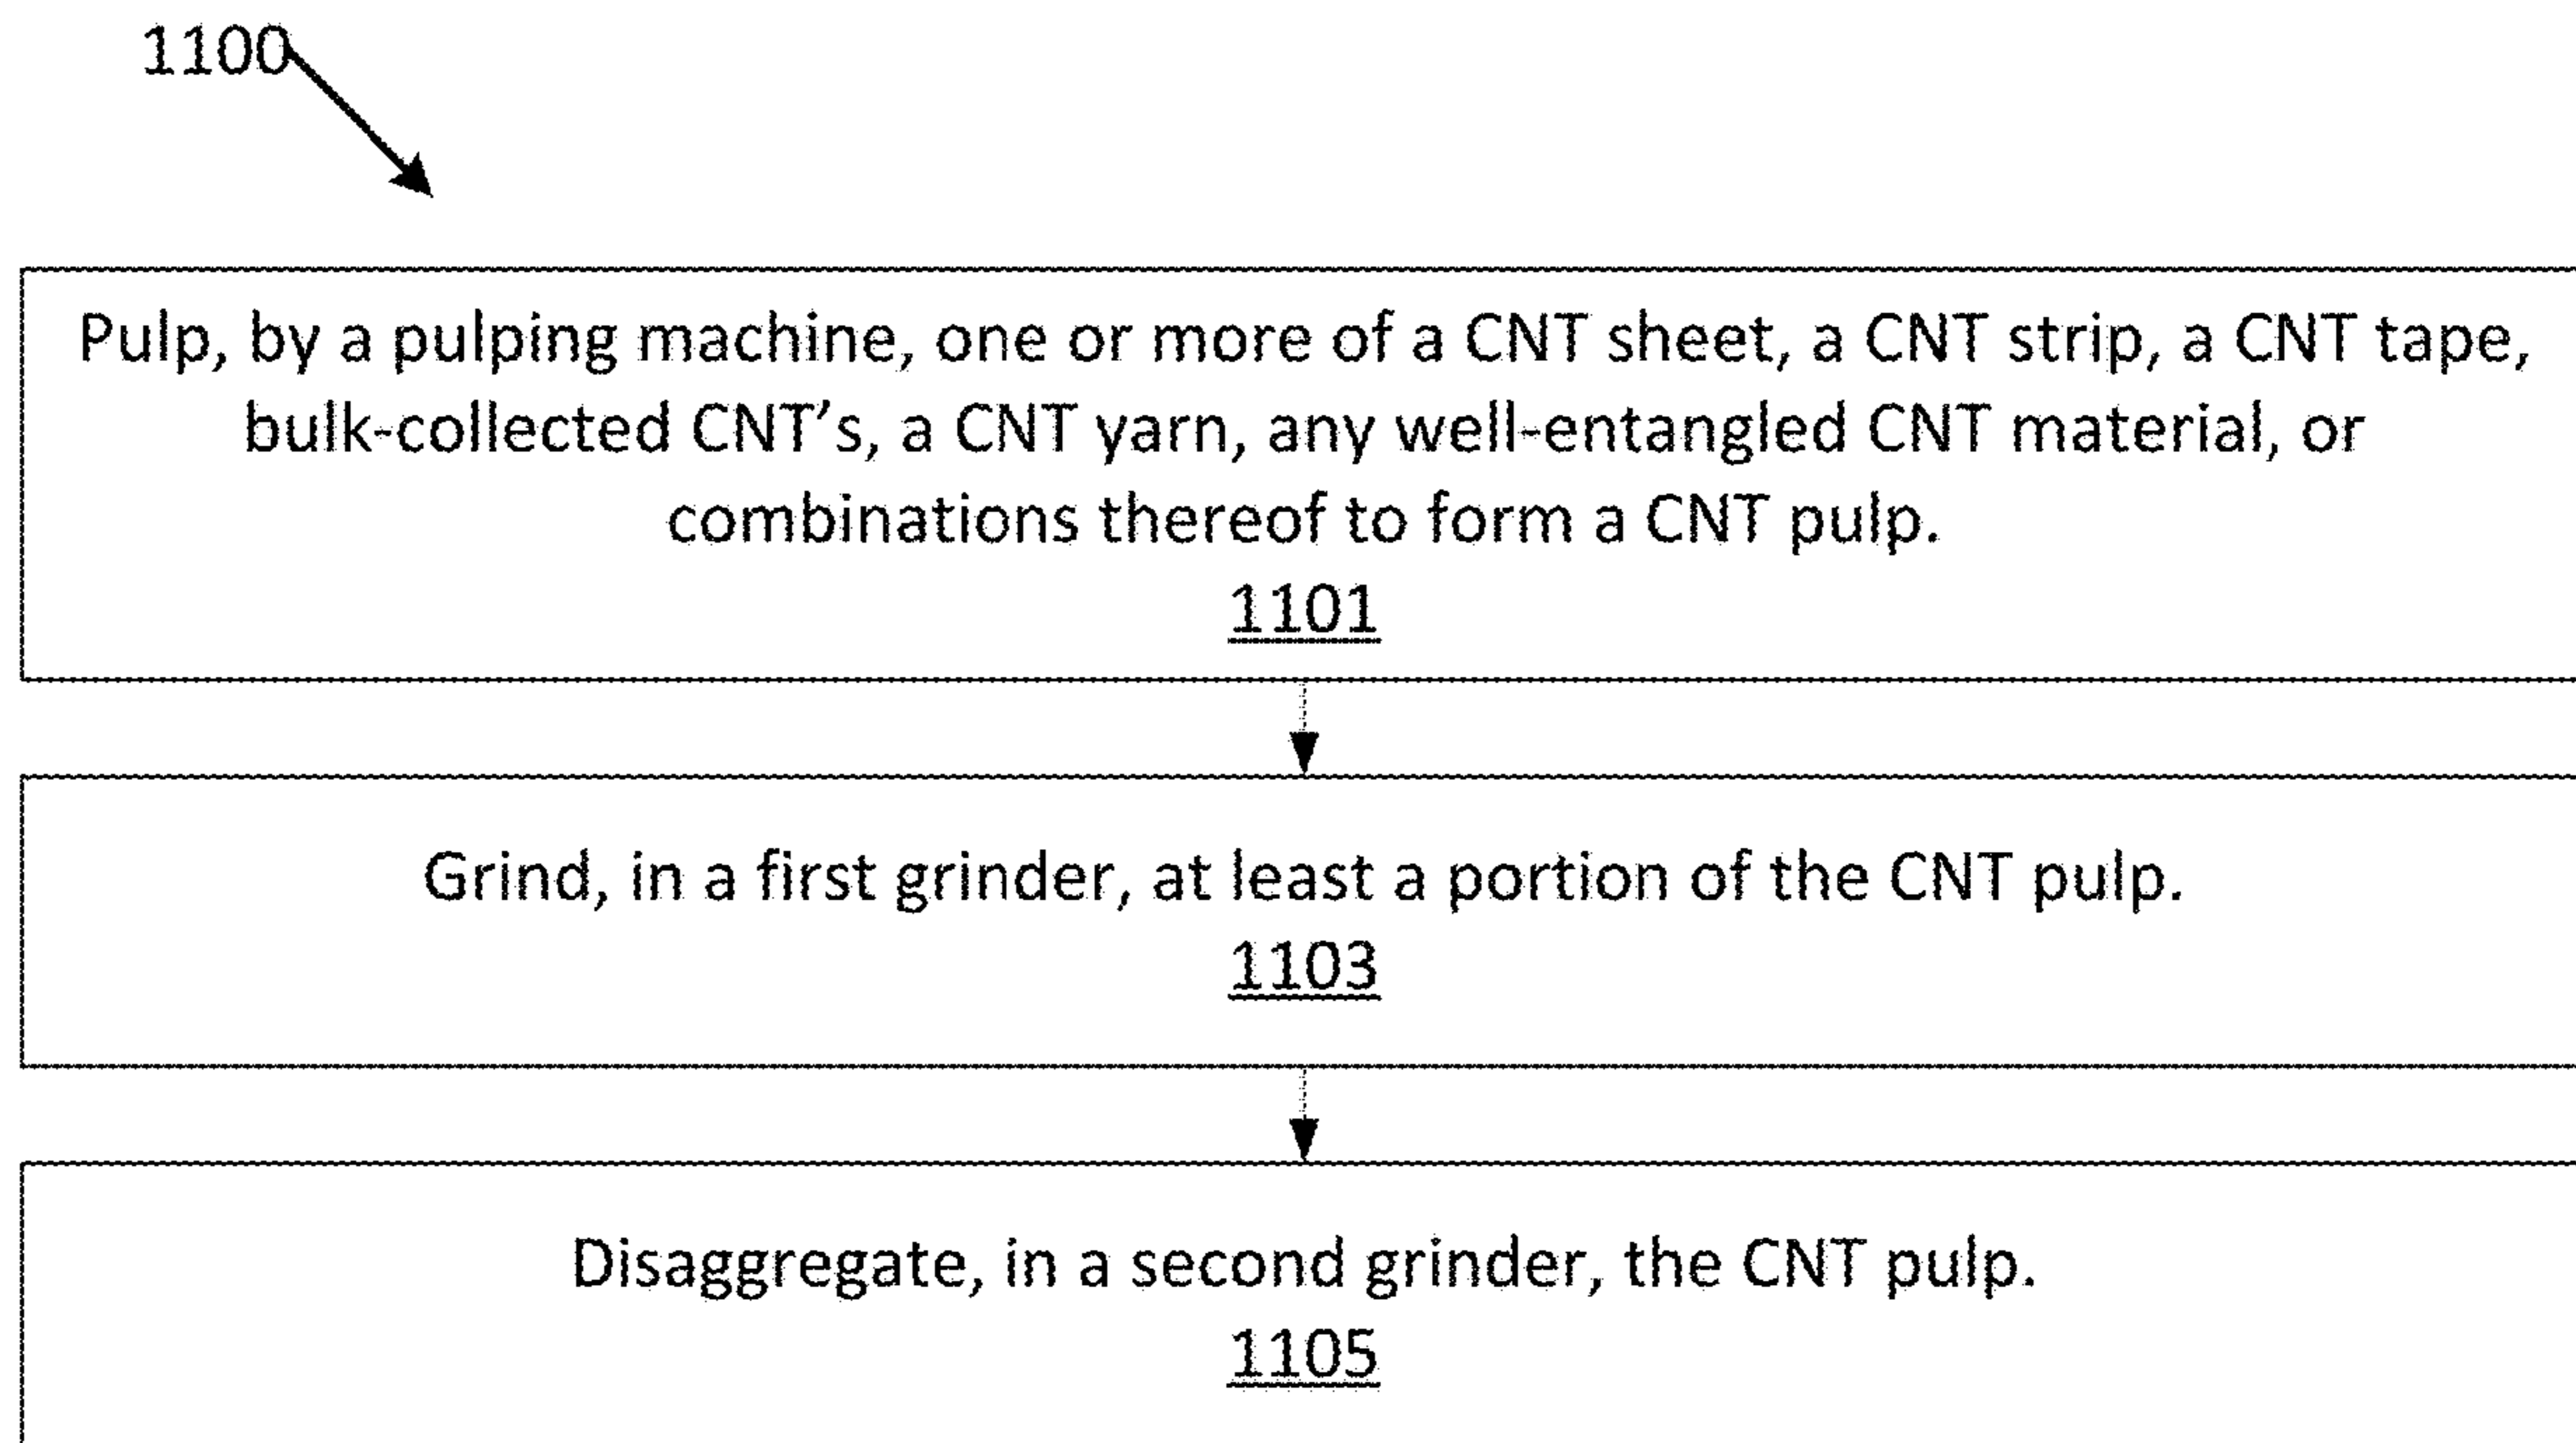 1100
Pulp, by a pulping machine, one or more of a CNT sheet, a CNT strip, a CNT tape,
bulk-collected CNT’s, a CNT yarn, any well-entangled CNT material, or
combinations thereof to form a CNT pulp.
1101
Grind, in a first grinder, at least a portion of the CNT pulp.
1103
Disaggregate, in a second grinder, the CNT pulp.
1105